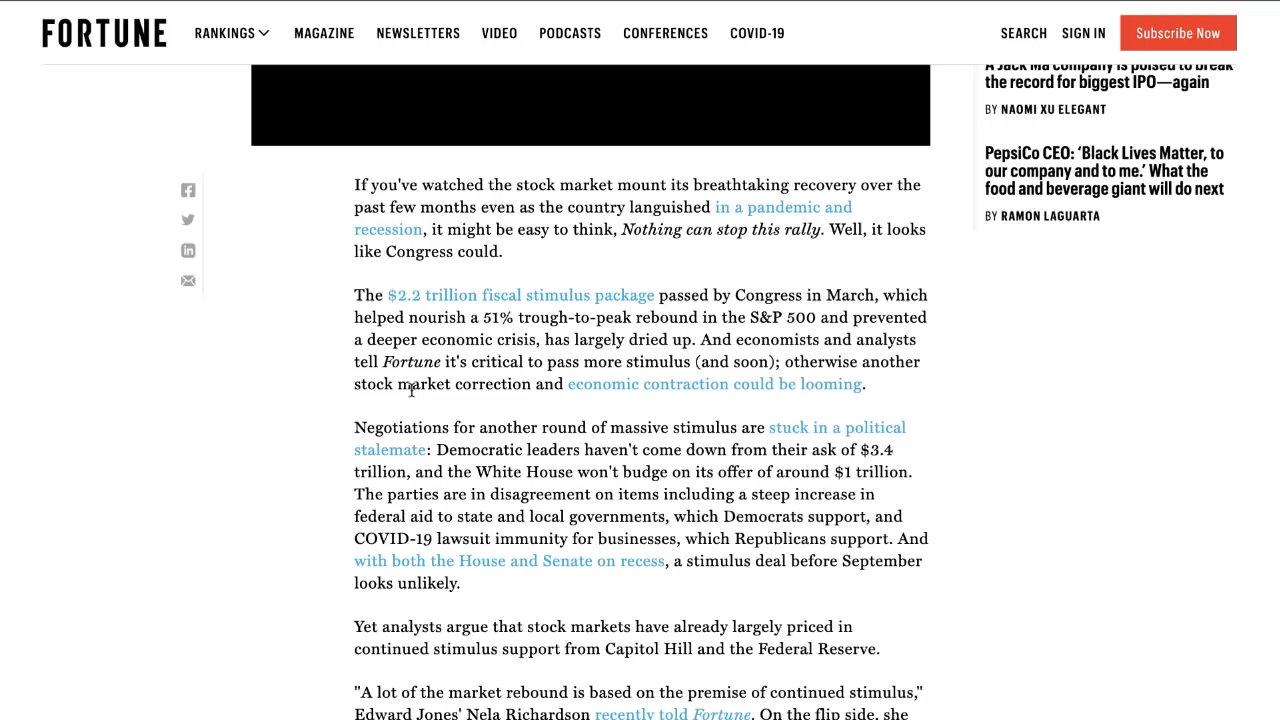 FORTUNE RANKINGS MAGAZINE NEWSLETTERS VIDEO PODCASTS CONFERENCES COVID-19 SEARCH SIGN IN Subscribe Now
A Jack Ma company is poised to break
the record for biggest IPO—again
BY NAOMI XU ELEGANT
PepsiCo CEO: ‘Black Lives Matter, to
our company and to me.’ What the
food and beverage giant will do next
BY RAMON LAGUARTA
If you've watched the stock market mount its breathtaking recovery over the
past few months even as the country languished in a pandemic and
recession, it might be easy to think, Nothing can stop this rally. Well, it looks
like Congress could.
The $2.2 trillion fiscal stimulus package passed by Congress in March, which
helped nourish a 51% trough-to-peak rebound in the S&P 500 and prevented
a deeper economic crisis, has largely dried up. And economists and analysts
tell Fortune it's critical to pass more stimulus (and soon); otherwise another
stock market correction and economic contraction could be looming.
Negotiations for another round of massive stimulus are stuck in a political
stalemate: Democratic leaders haven't come down from their ask of $3.4
trillion, and the White House won't budge on its offer of around $1 trillion.
The parties are in disagreement on items including a steep increase in
federal aid to state and local governments, which Democrats support, and
COVID-19 lawsuit immunity for businesses, which Republicans support. And
with both the House and Senate on recess, a stimulus deal before September
looks unlikely.
Yet analysts argue that stock markets have already largely priced in
continued stimulus support from Capitol Hill and the Federal Reserve.
"A lot of the market rebound is based on the premise of continued stimulus,"
Edward Jones' Nela Richardson recently told Fortune. On the flip side, she